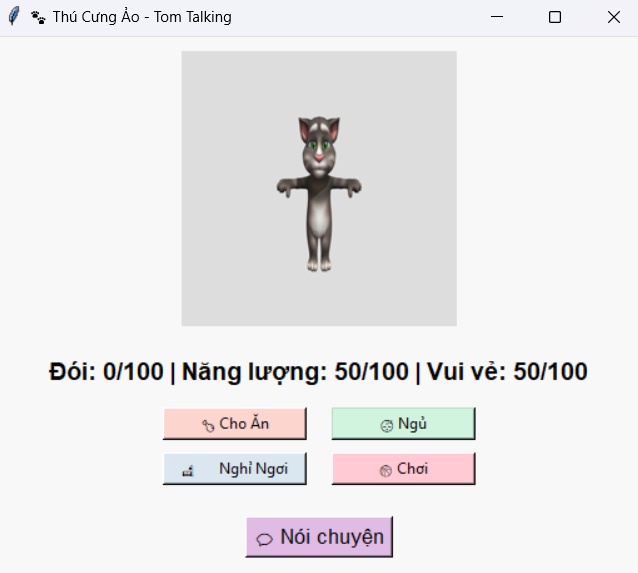 🐾 Thú Cưng Ảo - Tom Talking
Đói: 0/100 | Năng lượng: 50/100 | Vui vẻ: 50/100
🍗 Cho Ăn
😴 Ngủ
🛋 Nghỉ Ngơi
🏀 Chơi
💬 Nói chuyện